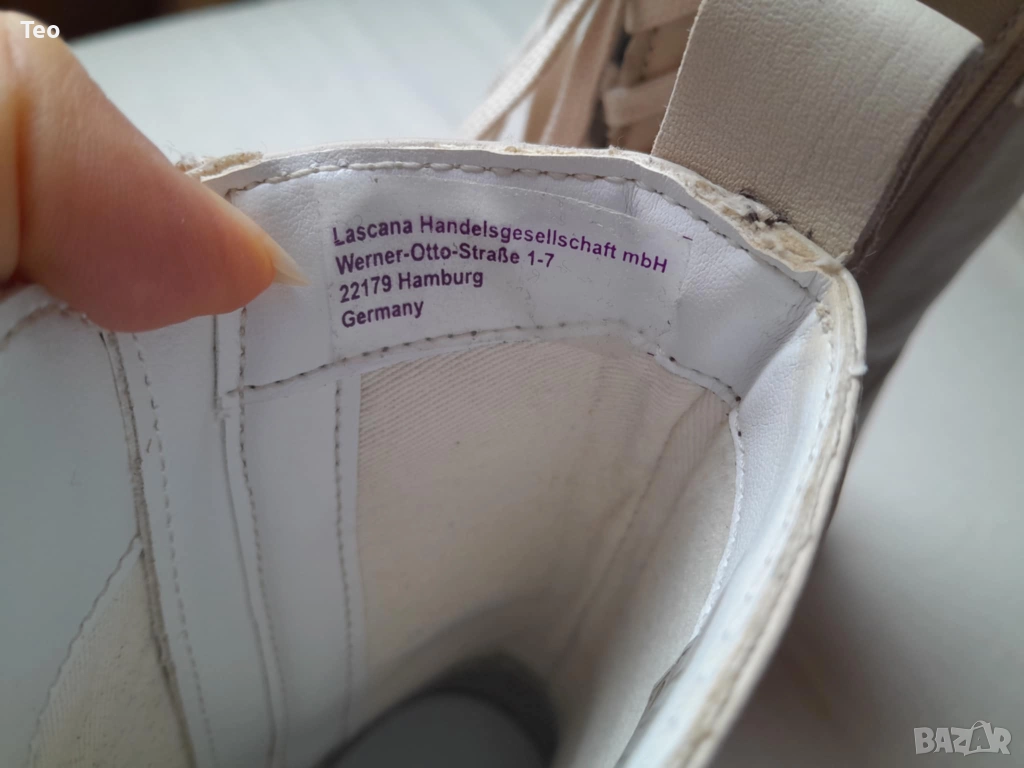 Teo
Lascana Handelsgesellschaft mbH
Werner-Otto-Straße 1-7
22179 Hamburg
Germany
BAZAR